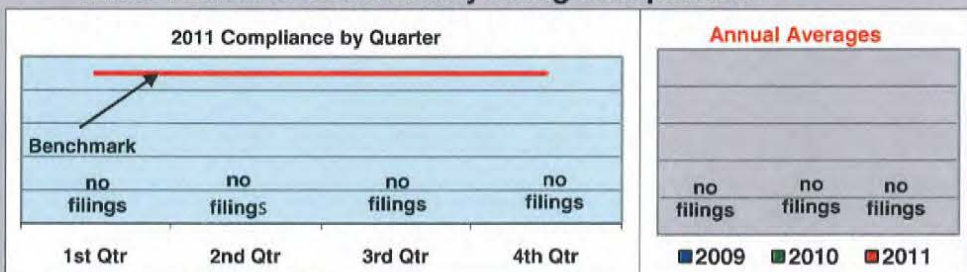 2011 Compliance by Quarter
Benchmark
no filings
no filings
no filings
no filings
1st Qtr 2nd Qtr 3rd Qtr 4th Qtr
Annual Averages
no filings
no filings
no filings
2009 2010 2011